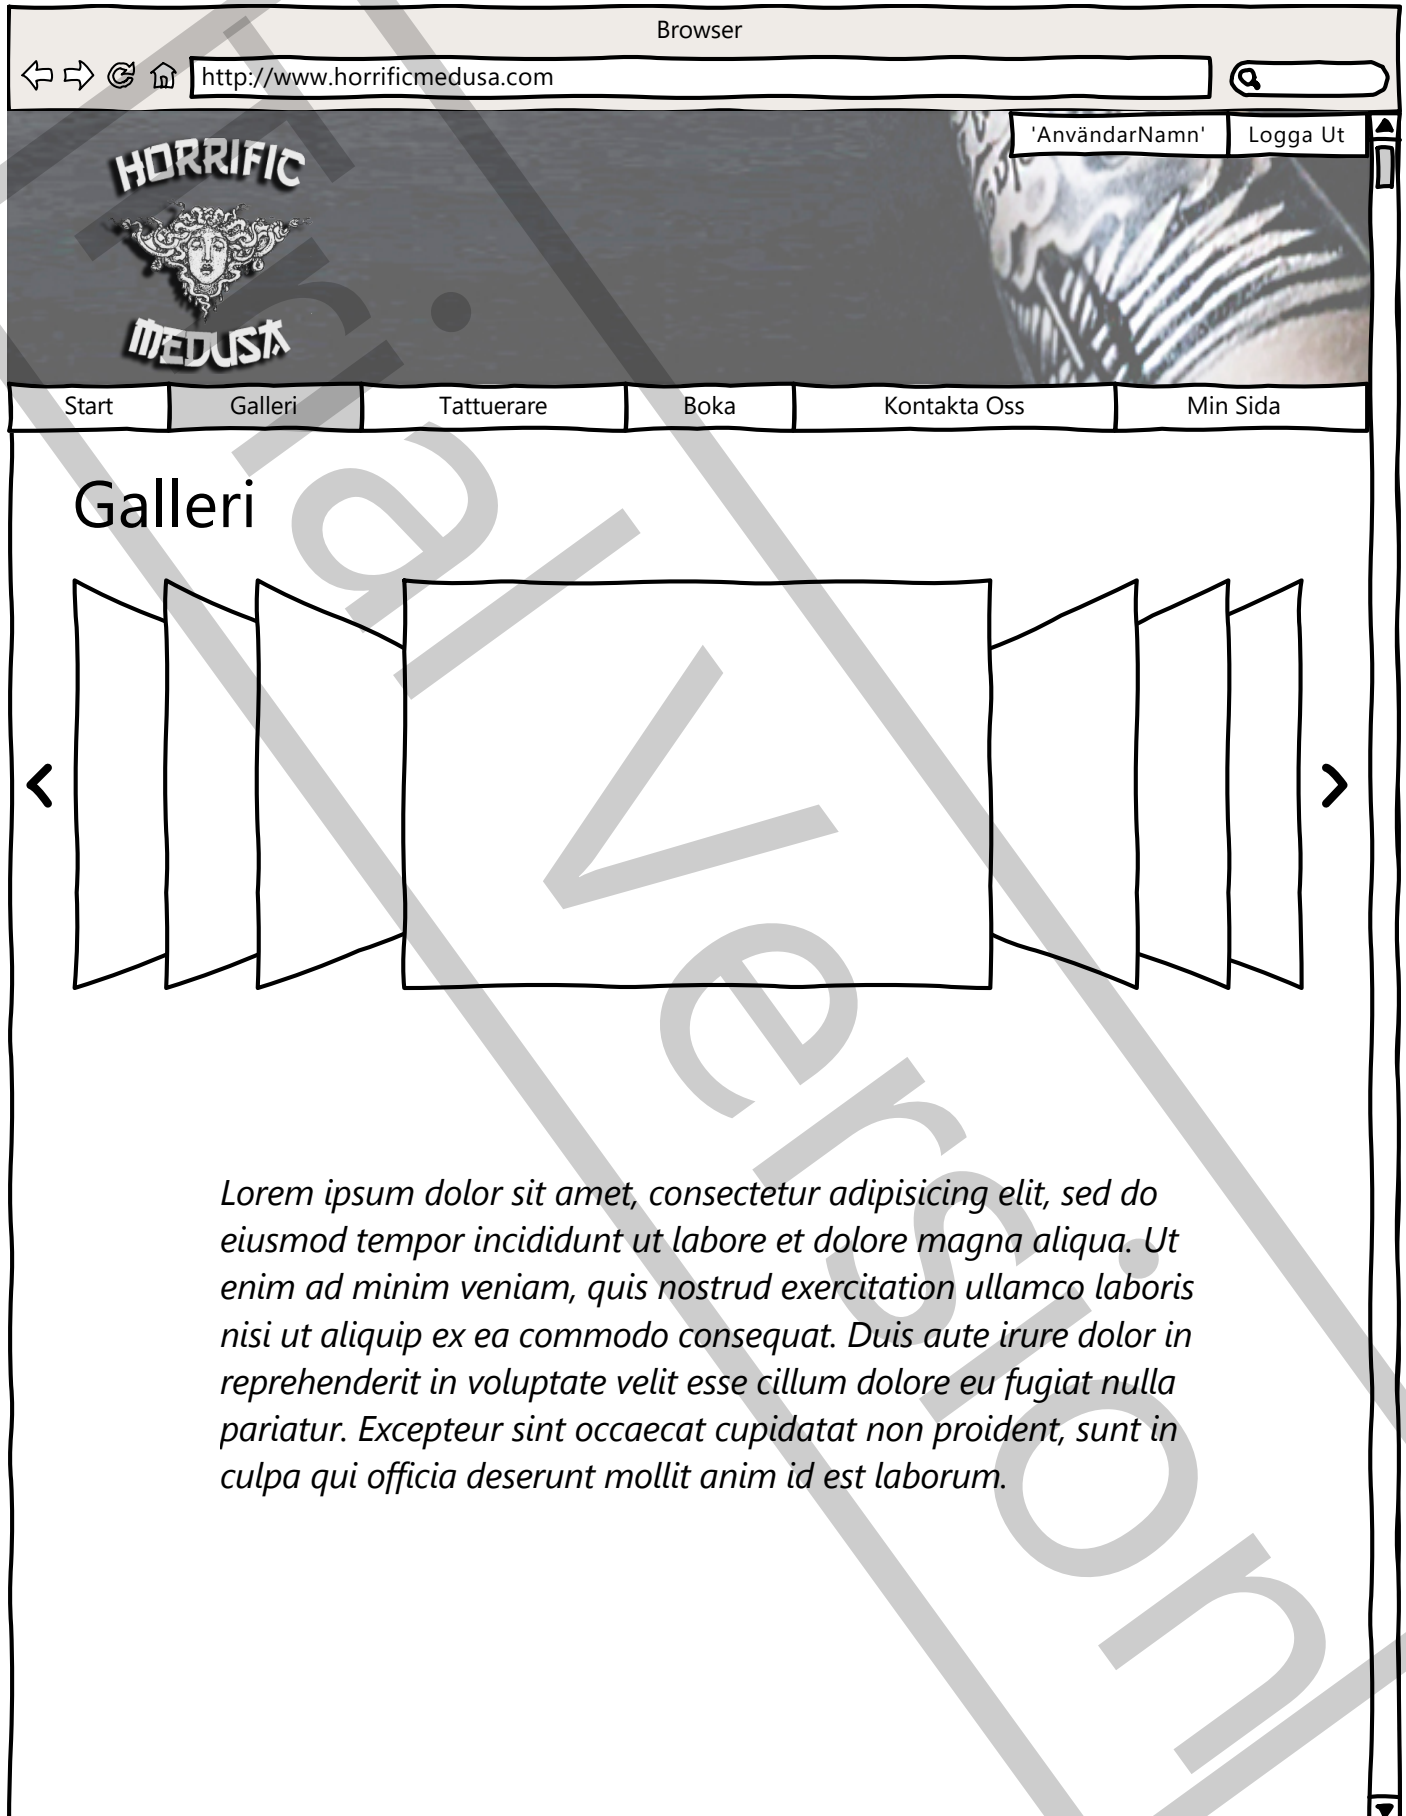 Browser
http://www.horrificmedusa.com
'AnvändarNamn' Logga Ut
HORRIFIC
MEDUSA
Start Galleri Tattuerare Boka Kontakta Oss Min Sida
Galleri
Lorem ipsum dolor sit amet, consectetur adipisicing elit, sed do
eiusmod tempor incididunt ut labore et dolore magna aliqua. Ut
enim ad minim veniam, quis nostrud exercitation ullamco laboris
nisi ut aliquip ex ea commodo consequat. Duis aute irure dolor in
reprehenderit in voluptate velit esse cillum dolore eu fugiat nulla
pariatur. Excepteur sint occaecat cupidatat non proident, sunt in
culpa qui officia deserunt mollit anim id est laborum.
Trial Version